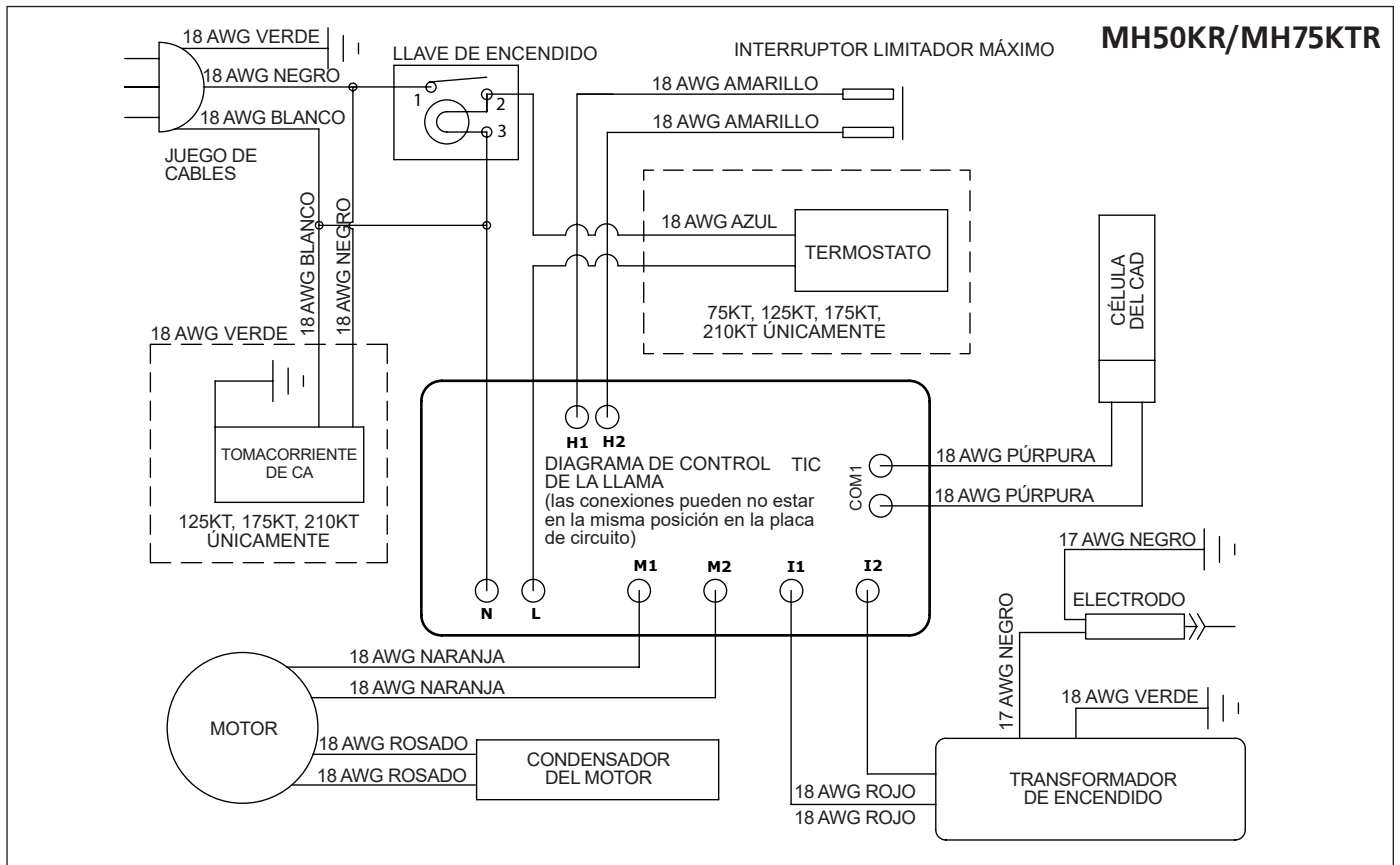 MH50KR/MH75KTR
18 AWG VERDE
LLAVE DE ENCENDIDO
INTERRUPTOR LIMITADOR MÁXIMO
18 AWG NEGRO
1
2
3
18 AWG AMARILLO
18 AWG BLANCO
18 AWG AMARILLO
JUEGO DE
CABLES
18 AWG BLANCO
18 AWG NEGRO
18 AWG AZUL
TERMOSTATO
75KT, 125KT, 175KT,
210KT ÚNICAMENTE
CÉLULA
DEL CAD
18 AWG VERDE
TOMACORRIENTE
DE CA
125KT, 175KT, 210KT
ÚNICAMENTE
H1
H2
DIAGRAMA DE CONTROL
DE LA LLAMA
(las conexiones pueden no estar
en la misma posición en la placa
de circuito)
TIC
COM1
18 AWG PÚRPURA
18 AWG PÚRPURA
N
L
M1
M2
I1
I2
17 AWG NEGRO
ELECTRODO
17 AWG NEGRO
18 AWG VERDE
18 AWG NARANJA
18 AWG NARANJA
MOTOR
18 AWG ROSADO
18 AWG ROSADO
CONDENSADOR
DEL MOTOR
18 AWG ROJO
18 AWG ROJO
TRANSFORMADOR
DE ENCENDIDO